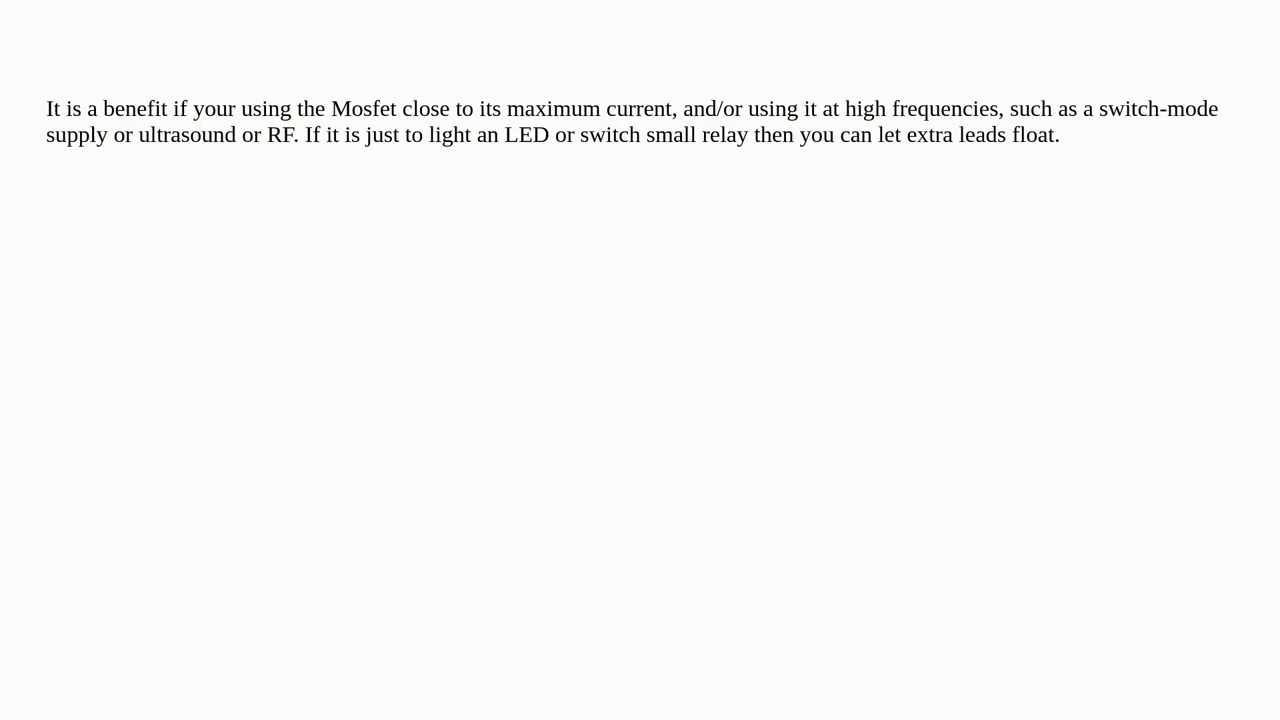 It is a benefit if your using the Mosfet close to its maximum current, and/or using it at high frequencies, such as a switch-mode
supply or ultrasound or RF. If it is just to light an LED or switch small relay then you can let extra leads float.